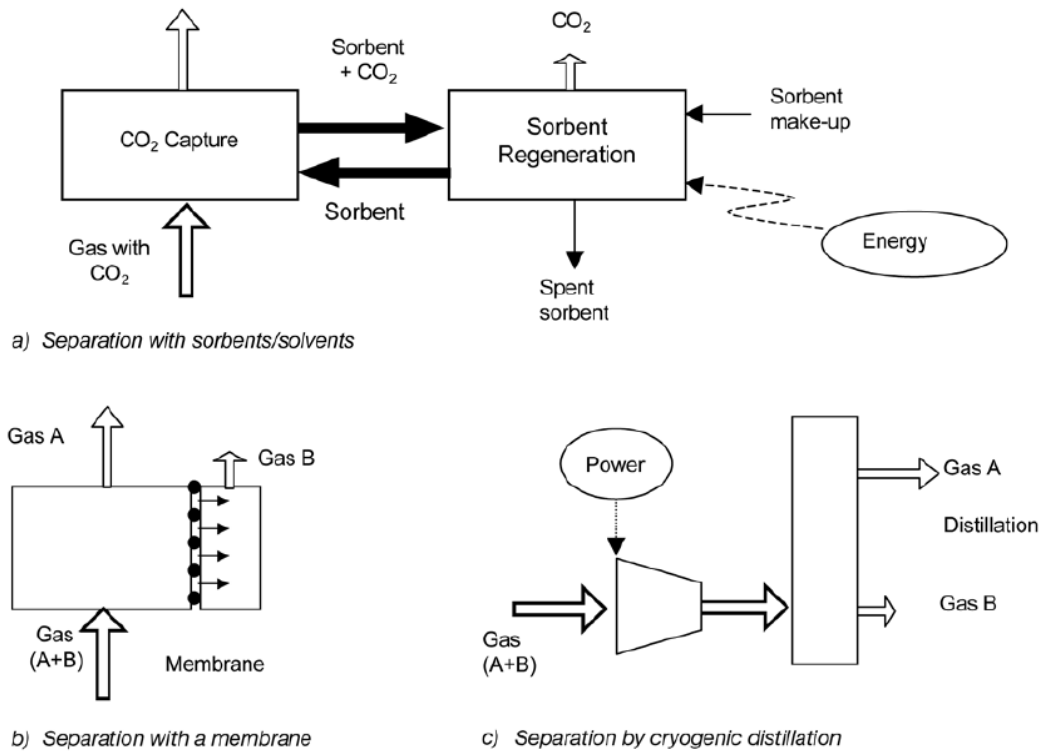 CO₂
Sorbent
+ CO₂
CO₂ Capture
Sorbent
Regeneration
Sorbent
make-up
Sorbent
Gas with
CO₂
Energy
Spent
sorbent
a) Separation with sorbents/solvents
Gas A
Gas B
Gas
(A+B)
Membrane
b) Separation with a membrane
Power
Gas A
Distillation
Gas B
Gas
(A+B)
c) Separation by cryogenic distillation